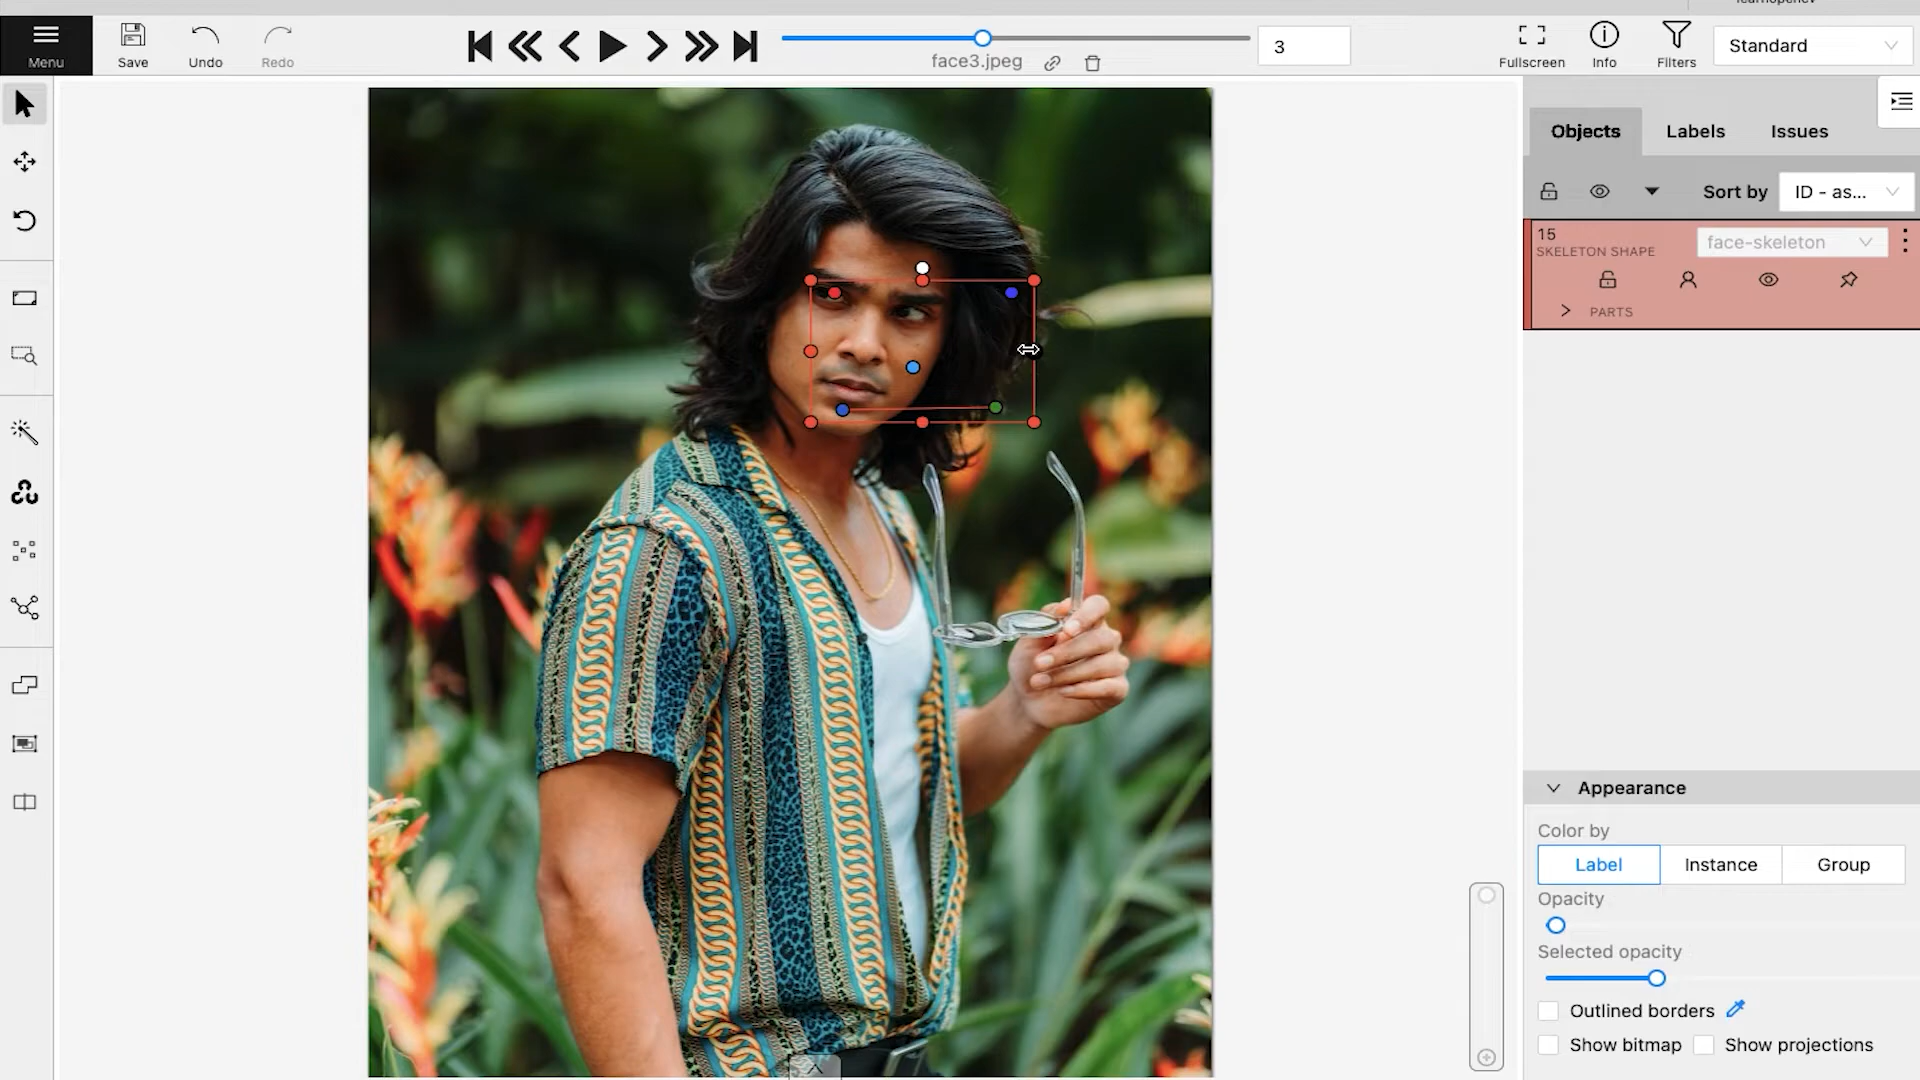 Menu
Save
Undo
Redo
face3.jpeg
3
Fullscreen
Info
Filters
Standard
Objects
Labels
Issues
Sort by
ID - as...
15
SKELETON SHAPE
face-skeleton
PARTS
Appearance
Color by
Label
Instance
Group
Opacity
Selected opacity
Outlined borders
Show bitmap
Show projections